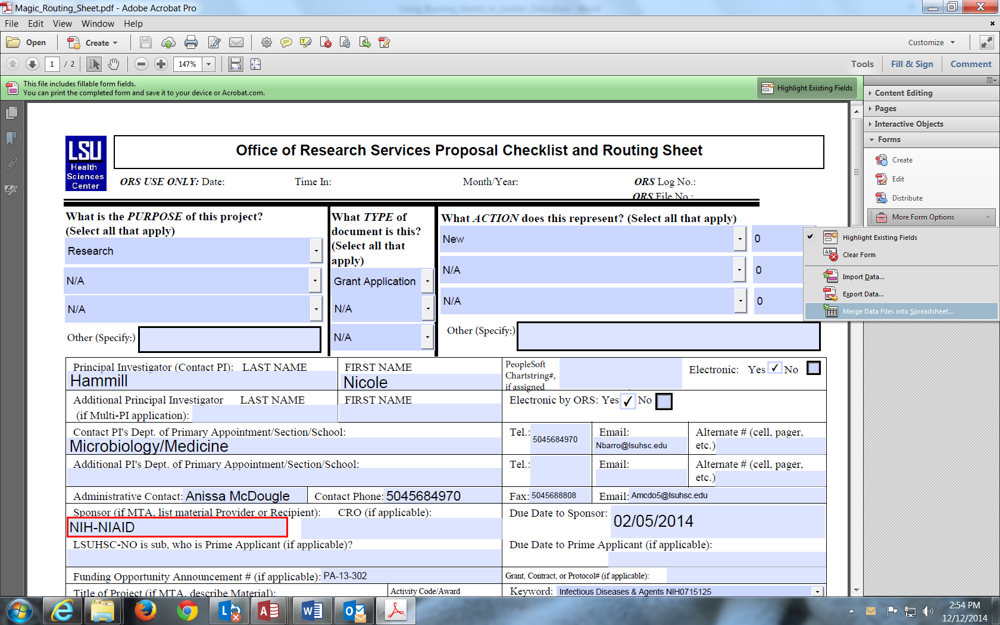 Magic_Routing_Sheet.pdf - Adobe Acrobat Pro
File Edit View Window Help
Open Create Customize
1 / 2 147% Tools Fill & Sign Comment
This file includes fillable form fields.
You can print the completed form and save it to your device or Acrobat.com.
Highlight Existing Fields
Content Editing
Pages
Interactive Objects
Forms
Create
Edit
Distribute
More Form Options
Highlight Existing Fields
Clear Form
Import Data...
Export Data...
Merge Data Files into Spreadsheet...
LSU
Health
Sciences
Center
Office of Research Services Proposal Checklist and Routing Sheet
ORS USE ONLY: Date: Time In: Month/Year: ORS Log No.:
ORS File No.:
What is the PURPOSE of this project?
(Select all that apply)
Research
N/A
N/A
Other (Specify:)
What TYPE of
document is this?
(Select all that
apply)
Grant Application
N/A
N/A
What ACTION does this represent? (Select all that apply)
New 0
N/A 0
N/A 0
Other (Specify:)
Principal Investigator (Contact PI): LAST NAME FIRST NAME
Hammill Nicole
PeopleSoft
Chartstring#,
if assigned
Electronic: Yes ✓ No
Additional Principal Investigator LAST NAME FIRST NAME
(if Multi-PI application):
Electronic by ORS: Yes ✓ No
Contact PI's Dept. of Primary Appointment/Section/School:
Microbiology/Medicine
Tel.: 5045684970
Email:
Nbarro@lsuhsc.edu
Alternate # (cell, pager,
etc.)
Additional PI's Dept. of Primary Appointment/Section/School:
Tel.:
Email:
Alternate # (cell, pager,
etc.)
Administrative Contact: Anissa McDougle Contact Phone: 5045684970 Fax: 5045688808 Email: Amcdo5@lsuhsc.edu
Sponsor (if MTA, list material Provider or Recipient): CRO (if applicable):
NIH-NIAID
Due Date to Sponsor: 02/05/2014
LSUHSC-NO is sub, who is Prime Applicant (if applicable)?
Due Date to Prime Applicant (if applicable):
Funding Opportunity Announcement # (if applicable): PA-13-302
Grant, Contract, or Protocol# (if applicable):
Title of Project (if MTA, describe Material):
Activity Code/Award
Keyword: Infectious Diseases & Agents NIH0715125
2:54 PM
12/12/2014